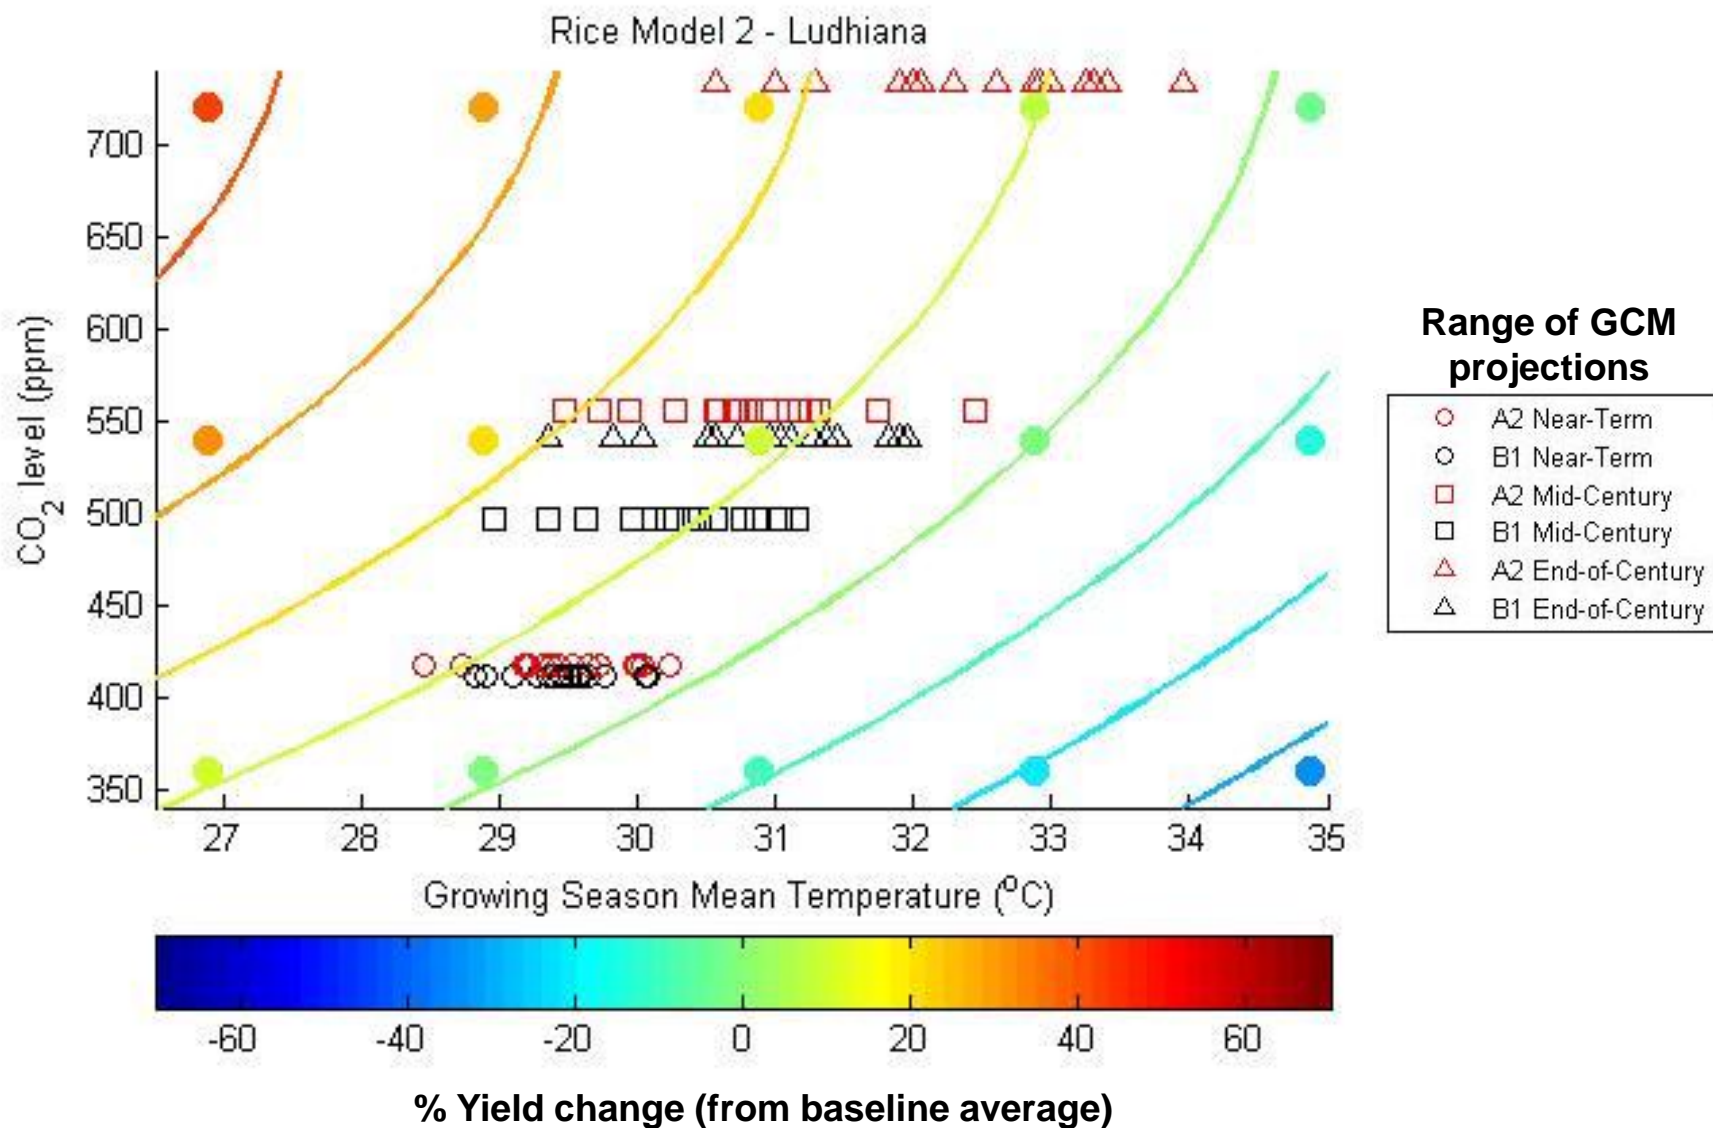 Rice Model 2 - Ludhiana
700
650
600
550
500
450
400
350
CO2 level (ppm)
27 28 29 30 31 32 33 34 35
Growing Season Mean Temperature (oC)
-60 -40 -20 0 20 40 60
% Yield change (from baseline average)
Range of GCM
projections
A2 Near-Term
B1 Near-Term
A2 Mid-Century
B1 Mid-Century
A2 End-of-Century
B1 End-of-Century